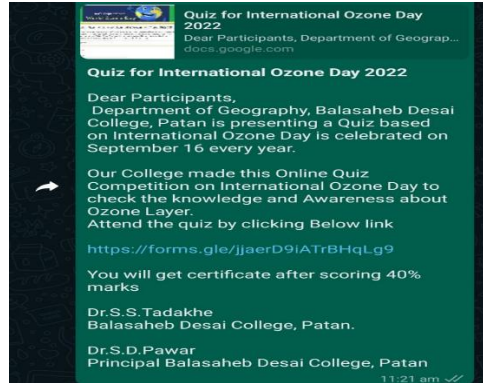 Quiz for International Ozone Day
2022
Dear Participants, Department of Geograp...
docs.google.com
Quiz for International Ozone Day 2022
Dear Participants,
Department of Geography, Balasaheb Desai
College, Patan is presenting a Quiz based
on International Ozone Day is celebrated on
September 16 every year.
Our College made this Online Quiz
Competition on International Ozone Day to
check the knowledge and Awareness about
Ozone Layer.
Attend the quiz by clicking Below link
https://forms.gle/jjaerD9iATrBHqLg9
You will get certificate after scoring 40%
marks
Dr.S.S.Tadakhe
Balasaheb Desai College, Patan.
Dr.S.D.Pawar
Principal Balasaheb Desai College, Patan
11:21 am